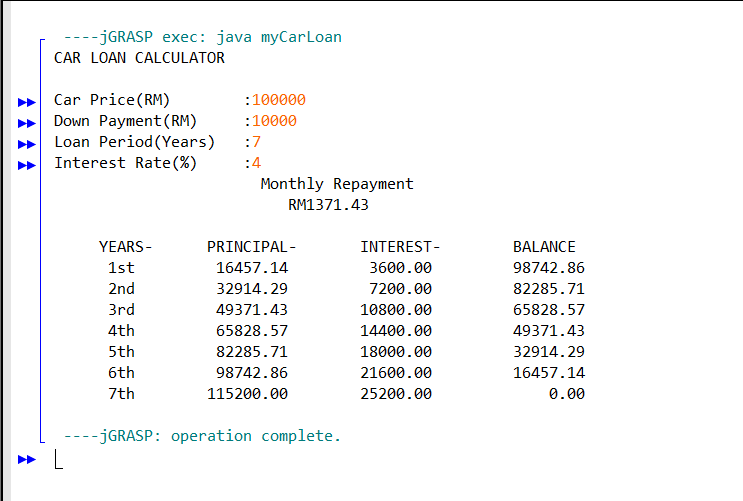 ----jGRASP exec: java myCarLoan
CAR LOAN CALCULATOR
Car Price(RM) :100000
Down Payment(RM) :10000
Loan Period(Years) :7
Interest Rate(%) :4
Monthly Repayment
RM1371.43
YEARS- PRINCIPAL- INTEREST- BALANCE
1st 16457.14 3600.00 98742.86
2nd 32914.29 7200.00 82285.71
3rd 49371.43 10800.00 65828.57
4th 65828.57 14400.00 49371.43
5th 82285.71 18000.00 32914.29
6th 98742.86 21600.00 16457.14
7th 115200.00 25200.00 0.00
----jGRASP: operation complete.